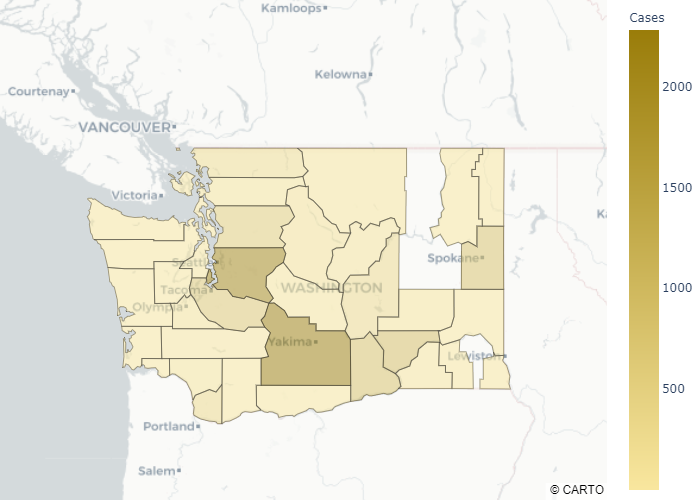 Kamloops
Cases
Kelowna
2000
Courtenay
VANCOUVER
1500
Victoria
Spokane
Seattle
WASHINGTON
1000
Tacoma
Olympia
Yakima
Lewiston
500
Portland
Salem
© CARTO